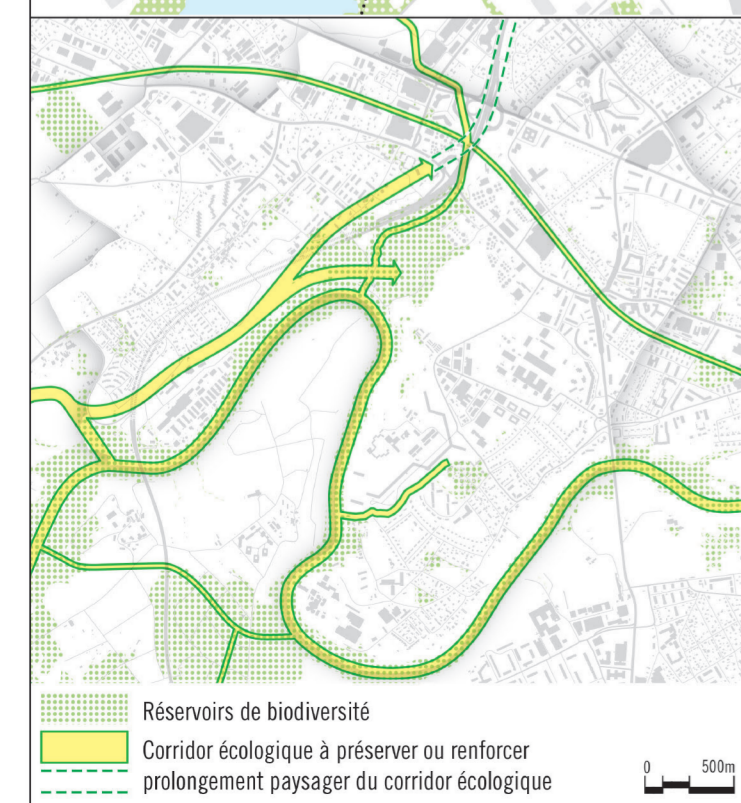 Réservoirs de biodiversité
Corridor écologique à préserver ou renforcer
prolongement paysager du corridor écologique
0 500m